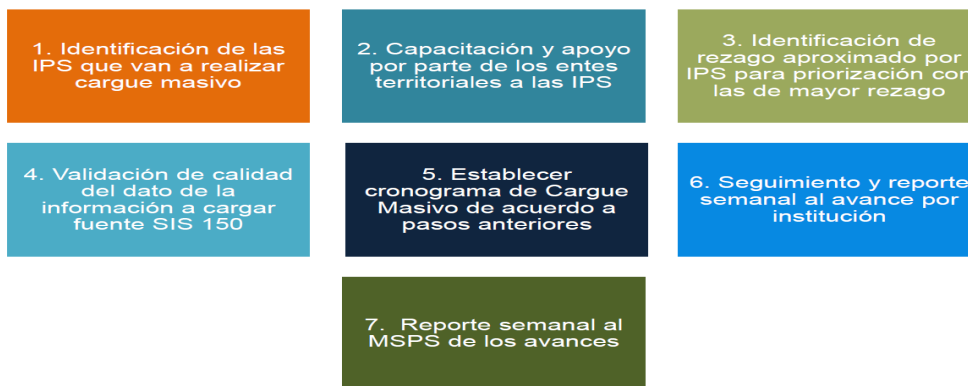 1. Identificación de las
IPS que van a realizar
cargue masivo
2. Capacitación y apoyo
por parte de los entes
territoriales a las IPS
3. Identificación de
rezago aproximado por
IPS para priorización con
las de mayor rezago
4. Validación de calidad
del dato de la
información a cargar
fuente SIS 150
5. Establecer
cronograma de Cargue
Masivo de acuerdo a
pasos anteriores
6. Seguimiento y reporte
semanal al avance por
institución
7. Reporte semanal al
MSPS de los avances